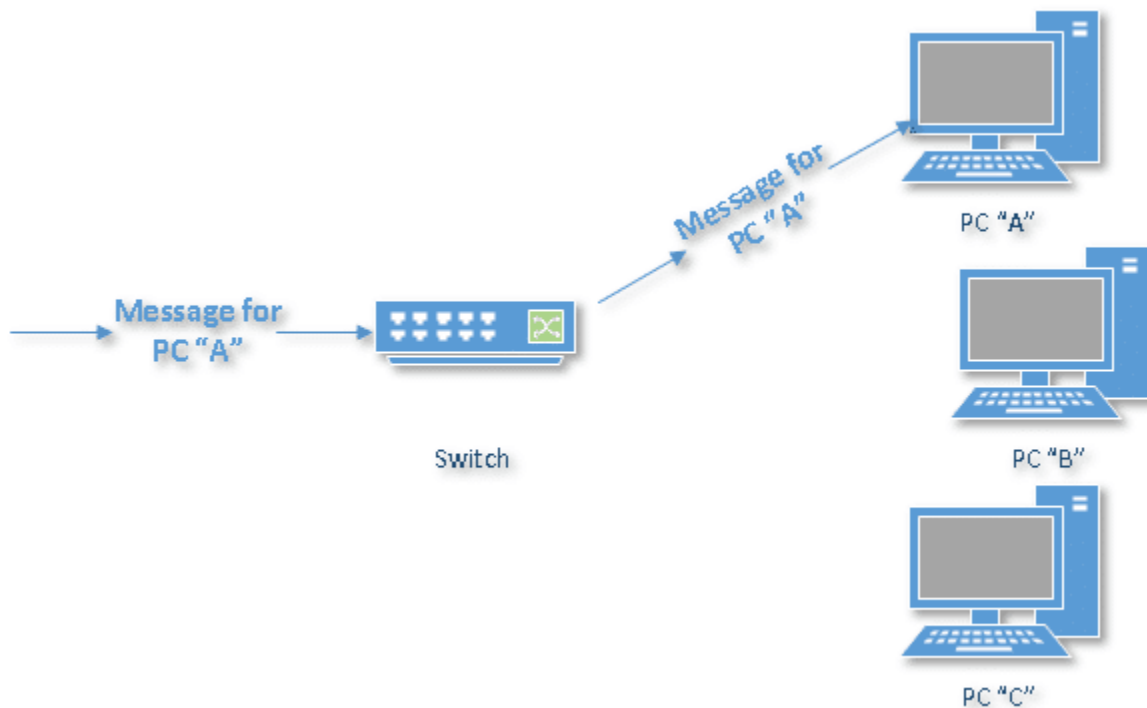 Message for
PC “A”
PC “A”
Message for
PC “A”
Switch
PC “B”
PC “C”